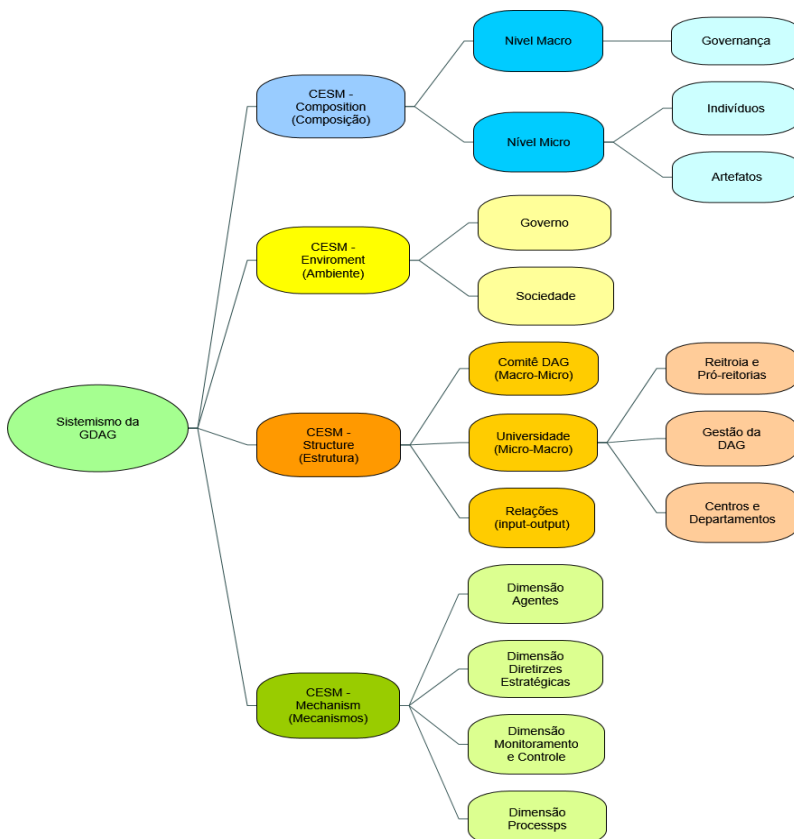 Sistemismo da
GDAG
CESM -
Composition
(Composição)
Nivel Macro
Governança
Nível Micro
Indivíduos
Artefatos
CESM -
Enviroment
(Ambiente)
Governo
Sociedade
CESM -
Structure
(Estrutura)
Comitê DAG
(Macro-Micro)
Universidade
(Micro-Macro)
Reitroia e
Pró-reitorias
Gestão da
DAG
Centros e
Departamentos
Relações
(input-output)
CESM -
Mechanism
(Mecanismos)
Dimensão
Agentes
Dimensão
Diretirzes
Estratégicas
Dimensão
Monitoramento
e Controle
Dimensão
Processps